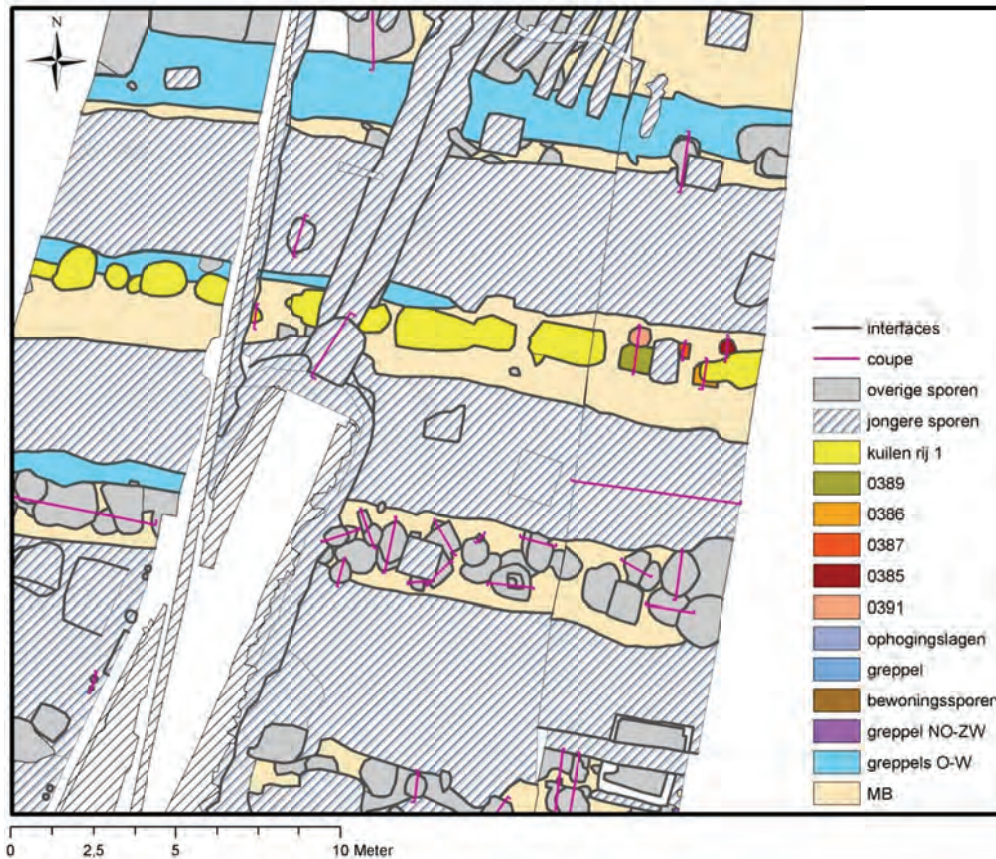 N
interfaces
coupe
overige sporen
jongere sporen
kuilen rij 1
0389
0386
0387
0385
0391
ophogingslagen
greppel
bewoningssporen
greppel NO-ZW
greppels O-W
MB
0 2,5 5 10 Meter